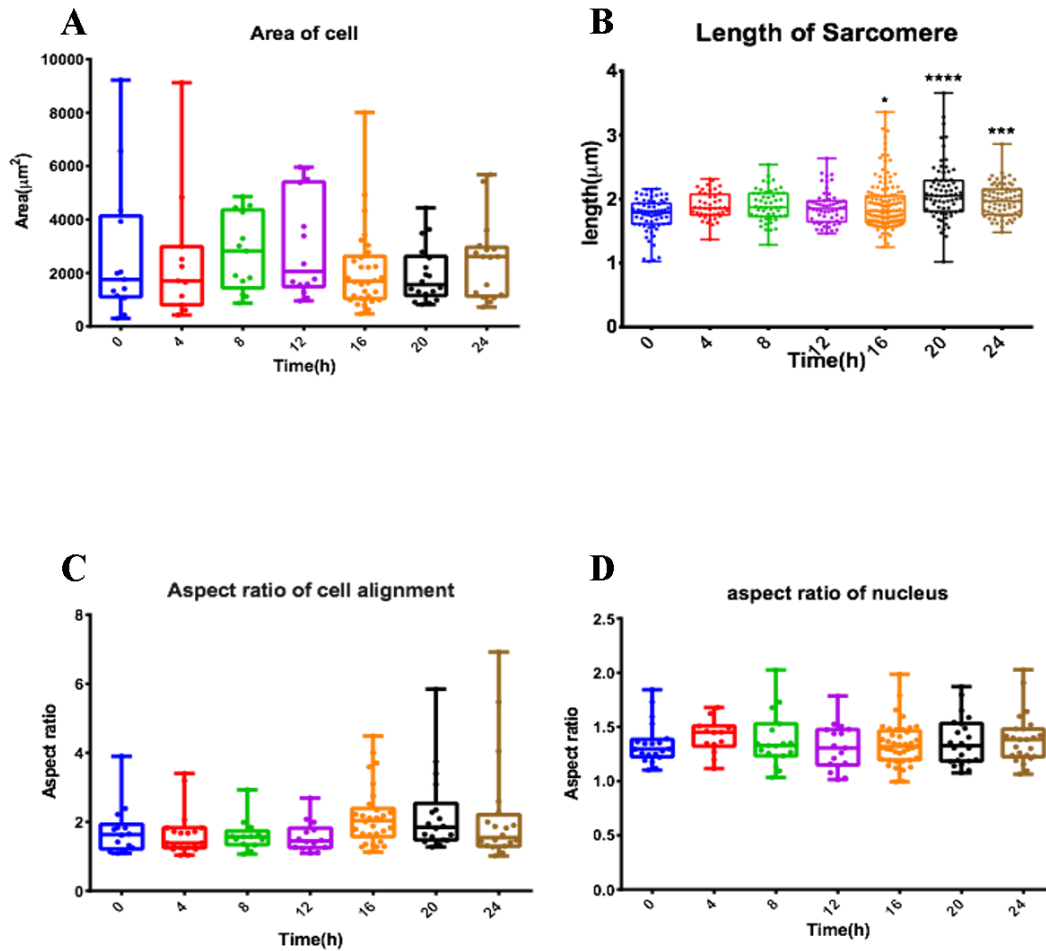 A
Area of cell
10000
8000
6000
4000
2000
0
Area(μm²)
0 4 8 12 16 20 24
Time(h)
B
Length of Sarcomere
4
3
2
1
0
length(μm)
* **** ***
0 4 8 12 16 20 24
Time(h)
C
Aspect ratio of cell alignment
8
6
4
2
0
Aspect ratio
0 4 8 12 16 20 24
Time(h)
D
aspect ratio of nucleus
2.5
2.0
1.5
1.0
0.5
0.0
Aspect ratio
0 4 8 12 16 20 24
Time(h)